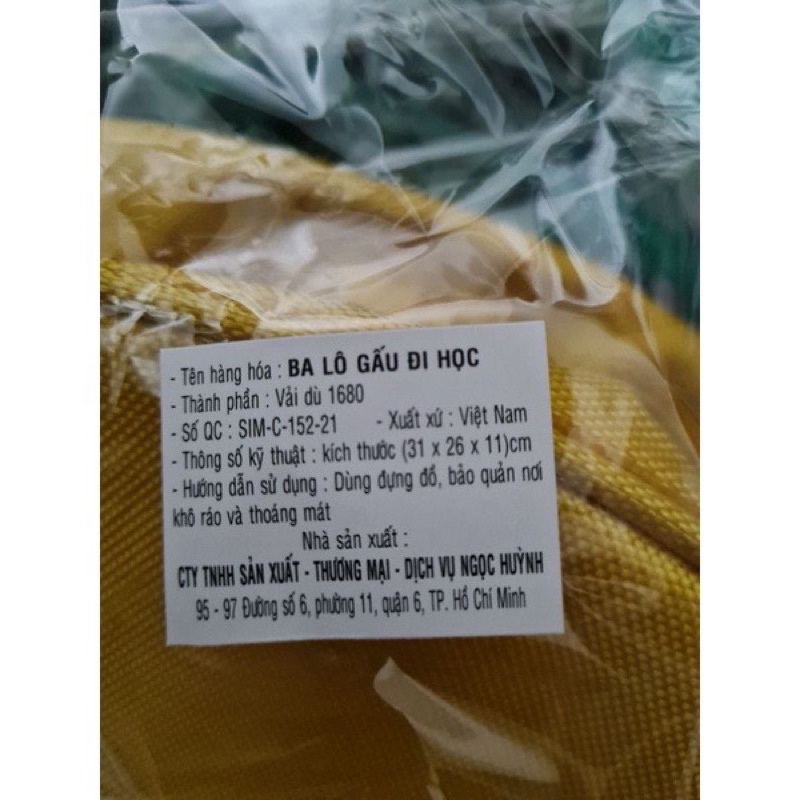 - Tên hàng hóa : BA LÔ GẤU ĐI HỌC
- Thành phần : Vải dù 1680
- Số QC : SIM-C-152-21 - Xuất xứ : Việt Nam
- Thông số kỹ thuật : kích thước (31 x 26 x 11)cm
- Hướng dẫn sử dụng : Dùng đựng đồ, bảo quản nơi
khô ráo và thoáng mát
Nhà sản xuất :
CTY TNHH SẢN XUẤT - THƯƠNG MẠI - DỊCH VỤ NGỌC HUỲNH
95 - 97 Đường số 6, phường 11, quận 6, TP. Hồ Chí Minh